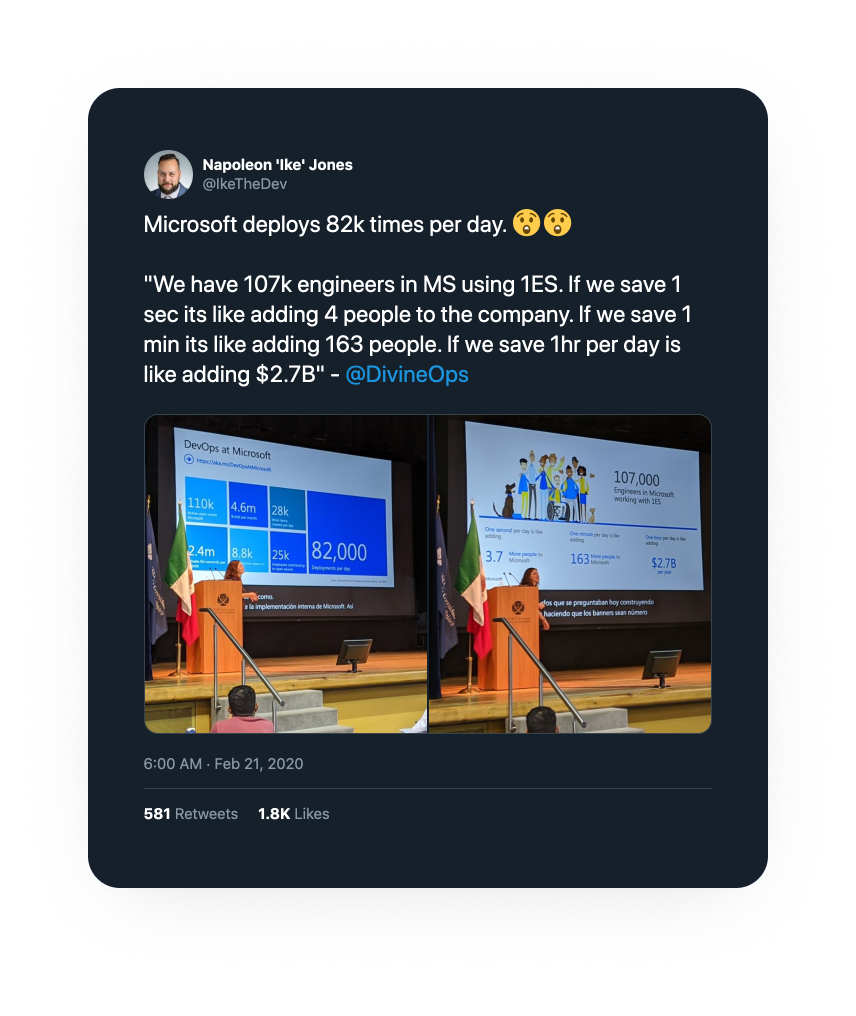 Napoleon 'Ike' Jones
@IkeTheDev
Microsoft deploys 82k times per day. 😲😲
"We have 107k engineers in MS using 1ES. If we save 1
sec its like adding 4 people to the company. If we save 1
min its like adding 163 people. If we save 1hr per day is
like adding $2.7B" - @DivineOps
DevOps at Microsoft
https://aka.ms/DevOpsAtMicrosoft
110k
4.6m
28k
2.4m
8.8k
25k
82,000
Deployments per day
como.
e la implementación interna de Microsoft. Así
107,000
Engineers in Microsoft
working with 1ES
One second per day is like
adding
3.7 More people to
Microsoft
One minute per day is like
adding
163 More people to
Microsoft
One hour per day is like
adding
$2.7B
per year
dos que se preguntaban hoy construyendo
haciendo que los banners sean número
6:00 AM · Feb 21, 2020
581 Retweets 1.8K Likes